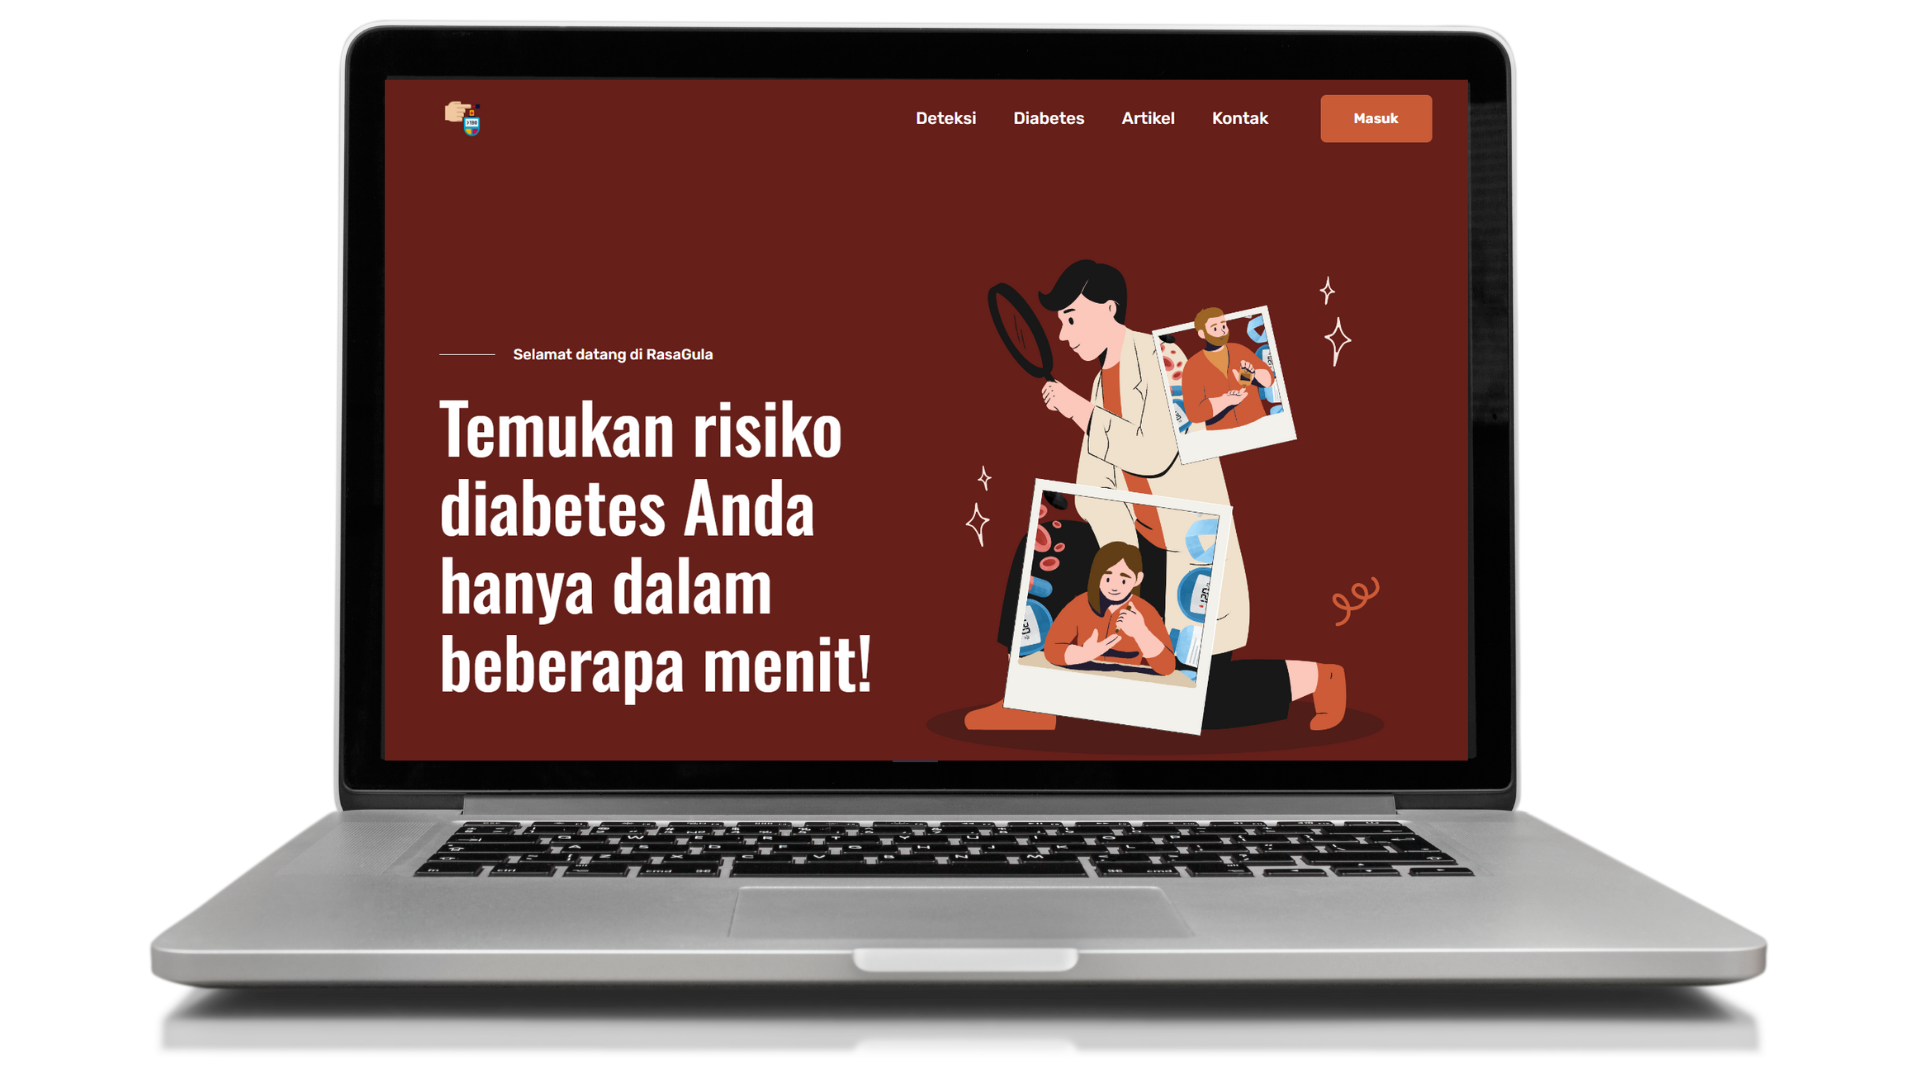 Deteksi Diabetes Artikel Kontak Masuk
Selamat datang di RasaGula
Temukan risiko
diabetes Anda
hanya dalam
beberapa menit!